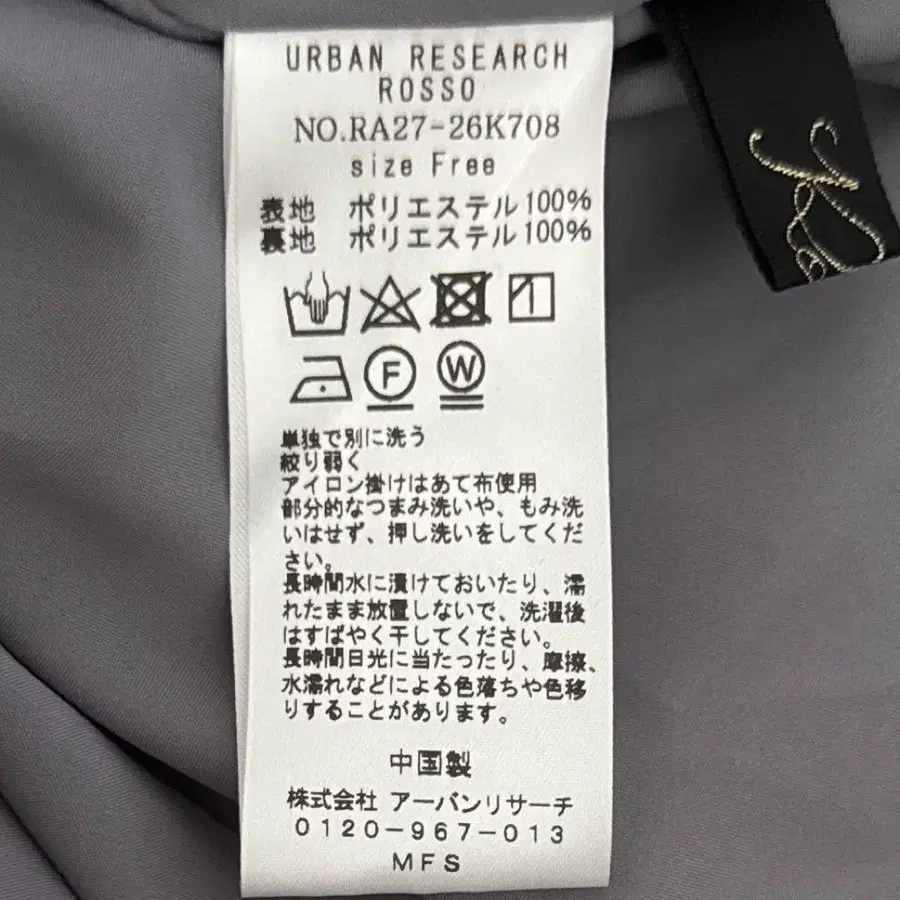 URBAN RESEARCH
ROSSO
NO.RA27-26K708
size Free
表地 ポリエステル100%
裏地 ポリエステル100%
F
W
単独で別に洗う
絞り弱く
アイロン掛けはあて布使用
部分的なつまみ洗いや、もみ洗
いはせず、押し洗いをしてくだ
さい。
長時間水に漬けておいたり、濡
れたまま放置しないで、洗濯後
はすばやく干してください。
長時間日光に当たったり、摩擦、
水濡れなどによる色落ちや色移
りすることがあります。
中国製
株式会社 アーバンリサーチ
0120-967-013
MFS